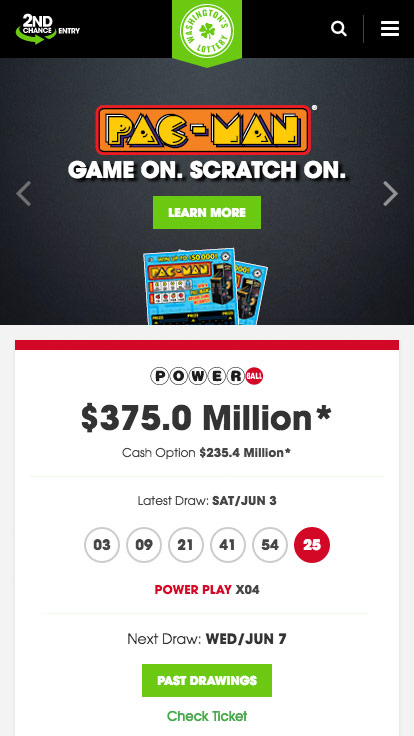 2ND
CHANCE ENTRY
WASHINGTON'S
LOTTERY
PAC-MAN®
GAME ON. SCRATCH ON.
LEARN MORE
WIN UP TO $50,000!
PAC-MAN
POWER BALL
$375.0 Million*
Cash Option $235.4 Million*
Latest Draw: SAT/JUN 3
03 09 21 41 54 25
POWER PLAY X04
Next Draw: WED/JUN 7
PAST DRAWINGS
Check Ticket